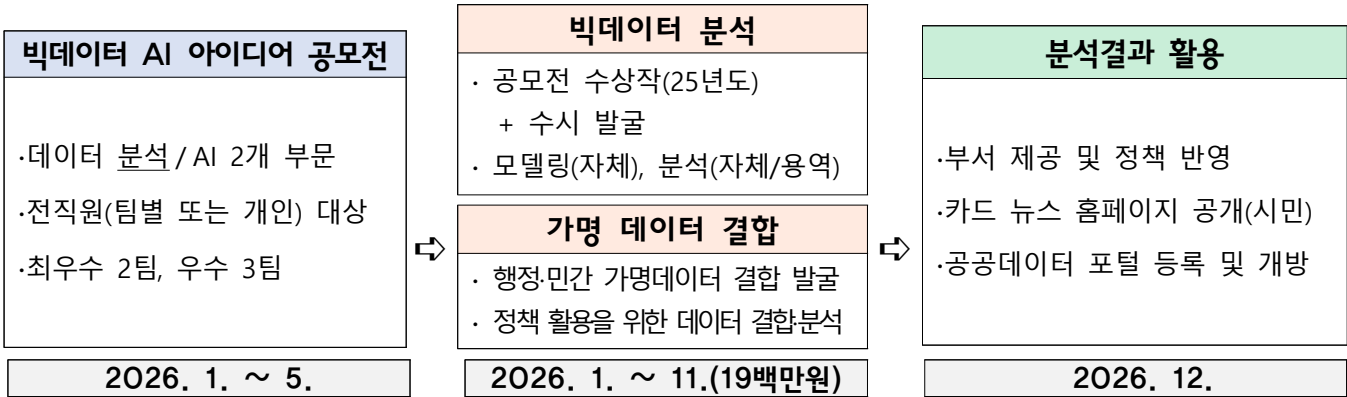 빅데이터 AI 아이디어 공모전
·데이터 분석 / AI 2개 부문
·전직원(팀별 또는 개인) 대상
·최우수 2팀, 우수 3팀
2026. 1. ~ 5.
➪
빅데이터 분석
· 공모전 수상작(25년도)
+ 수시 발굴
· 모델링(자체), 분석(자체/용역)
가명 데이터 결합
· 행정·민간 가명데이터 결합 발굴
· 정책 활용을 위한 데이터 결합·분석
2026. 1. ~ 11.(19백만원)
➪
분석결과 활용
·부서 제공 및 정책 반영
·카드 뉴스 홈페이지 공개(시민)
·공공데이터 포털 등록 및 개방
2026. 12.